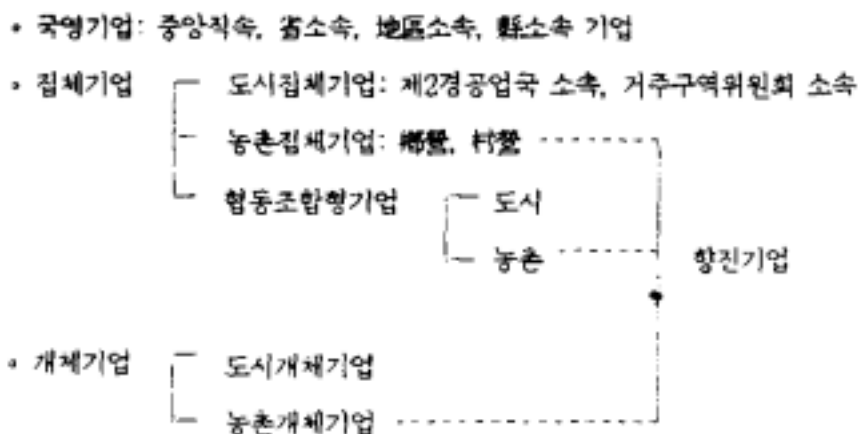 • 국영기업: 중앙직속, 省소속, 地區소속, 縣소속 기업
• 집체기업 도시집체기업: 제2경공업국 소속, 거주구역위원회 소속
농촌집체기업: 鄕營, 村營
협동조합형기업 도시
농촌 향진기업
• 개체기업 도시개체기업
농촌개체기업